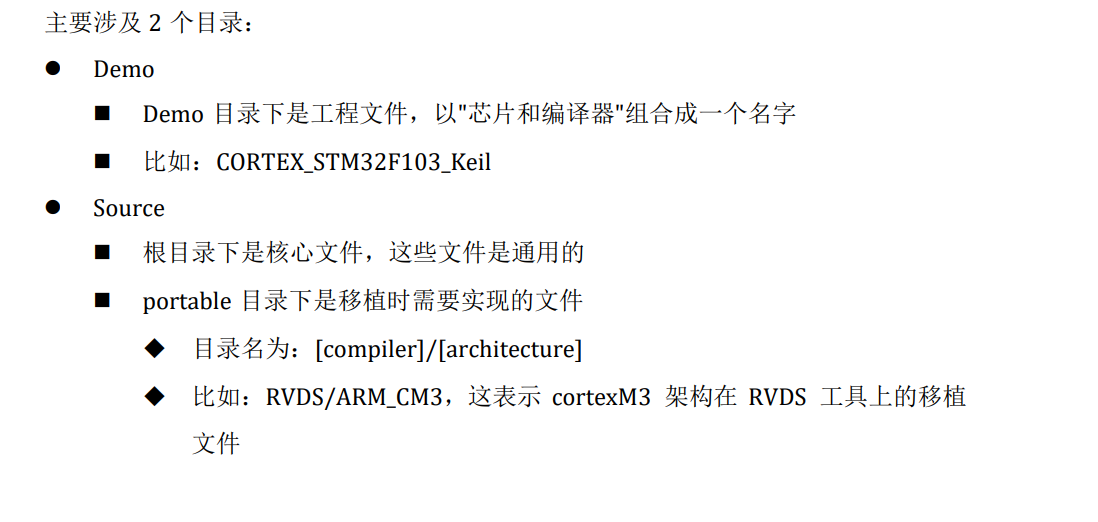 主要涉及 2 个目录：
● Demo
■ Demo 目录下是工程文件，以"芯片和编译器"组合成一个名字
■ 比如：CORTEX_STM32F103_Keil
● Source
■ 根目录下是核心文件，这些文件是通用的
■ portable 目录下是移植时需要实现的文件
◆ 目录名为：[compiler]/[architecture]
◆ 比如：RVDS/ARM_CM3，这表示 cortexM3 架构在 RVDS 工具上的移植
文件